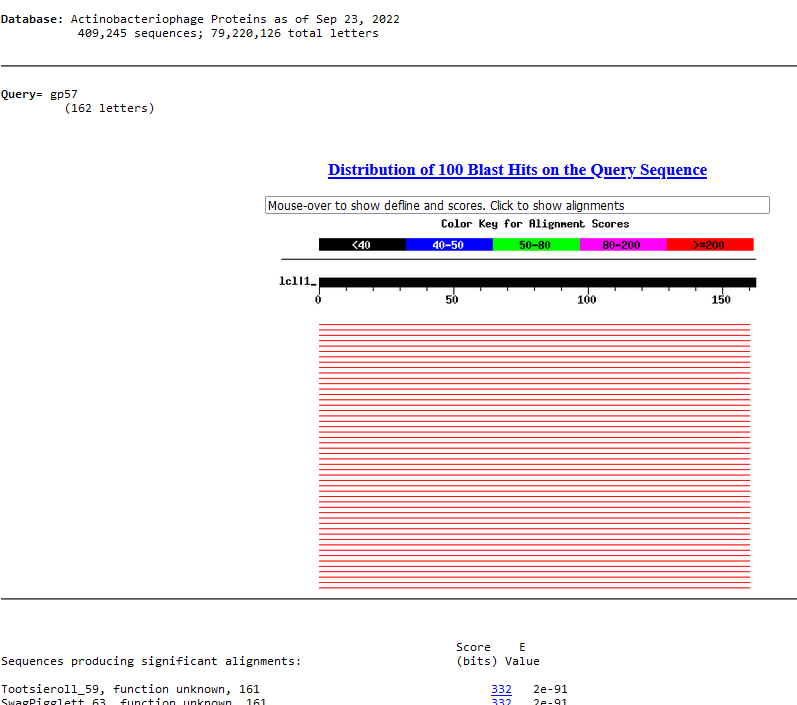 Database: Actinobacteriophage Proteins as of Sep 23, 2022
409,245 sequences; 79,220,126 total letters
Query= gp57
(162 letters)
Distribution of 100 Blast Hits on the Query Sequence
Mouse-over to show defline and scores. Click to show alignments
Color Key for Alignment Scores
<40 40-50 50-80 80-200 >=200
lcl|1_
0 50 100 150
Score E
Sequences producing significant alignments: (bits) Value
Tootsieroll_59, function unknown, 161 332 2e-91
SwagPigglett_63, function unknown, 161 332 2e-91